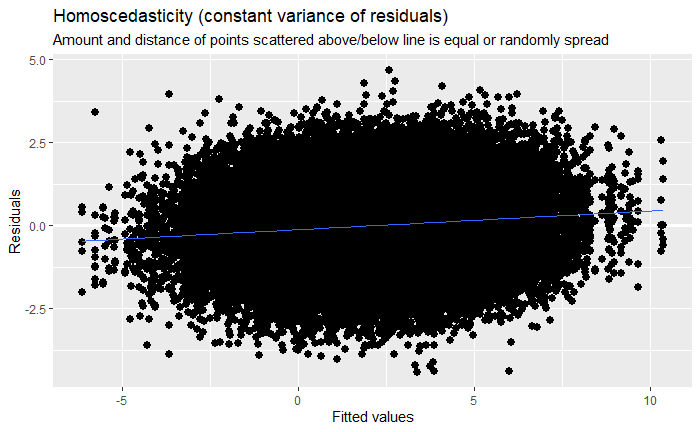 Homoscedasticity (constant variance of residuals)
Amount and distance of points scattered above/below line is equal or randomly spread
5.0
2.5
0.0
-2.5
Residuals
-5
0
5
10
Fitted values